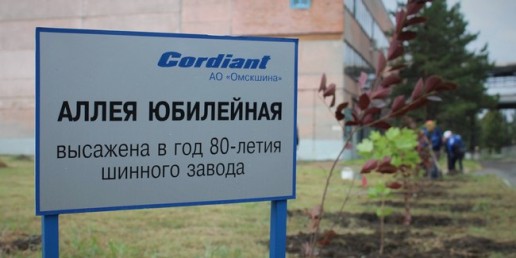 Cordiant
АО «Омскшина»
АЛЛЕЯ ЮБИЛЕЙНАЯ
высажена в год 80-летия
шинного завода